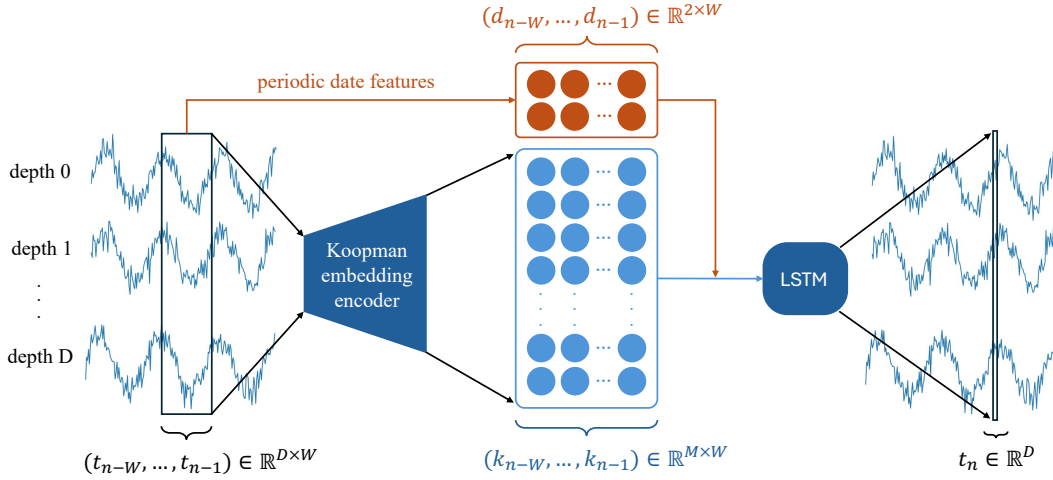 (d_{n-W}, ..., d_{n-1}) ∈ ℝ^{2×W}
periodic date features
...
...
depth 0
depth 1
.
.
.
depth D
Koopman
embedding
encoder
...
...
...
...
. . .
. . .
. . .
...
...
LSTM
(t_{n-W}, ..., t_{n-1}) ∈ ℝ^{D×W}
(k_{n-W}, ..., k_{n-1}) ∈ ℝ^{M×W}
t_n ∈ ℝ^D